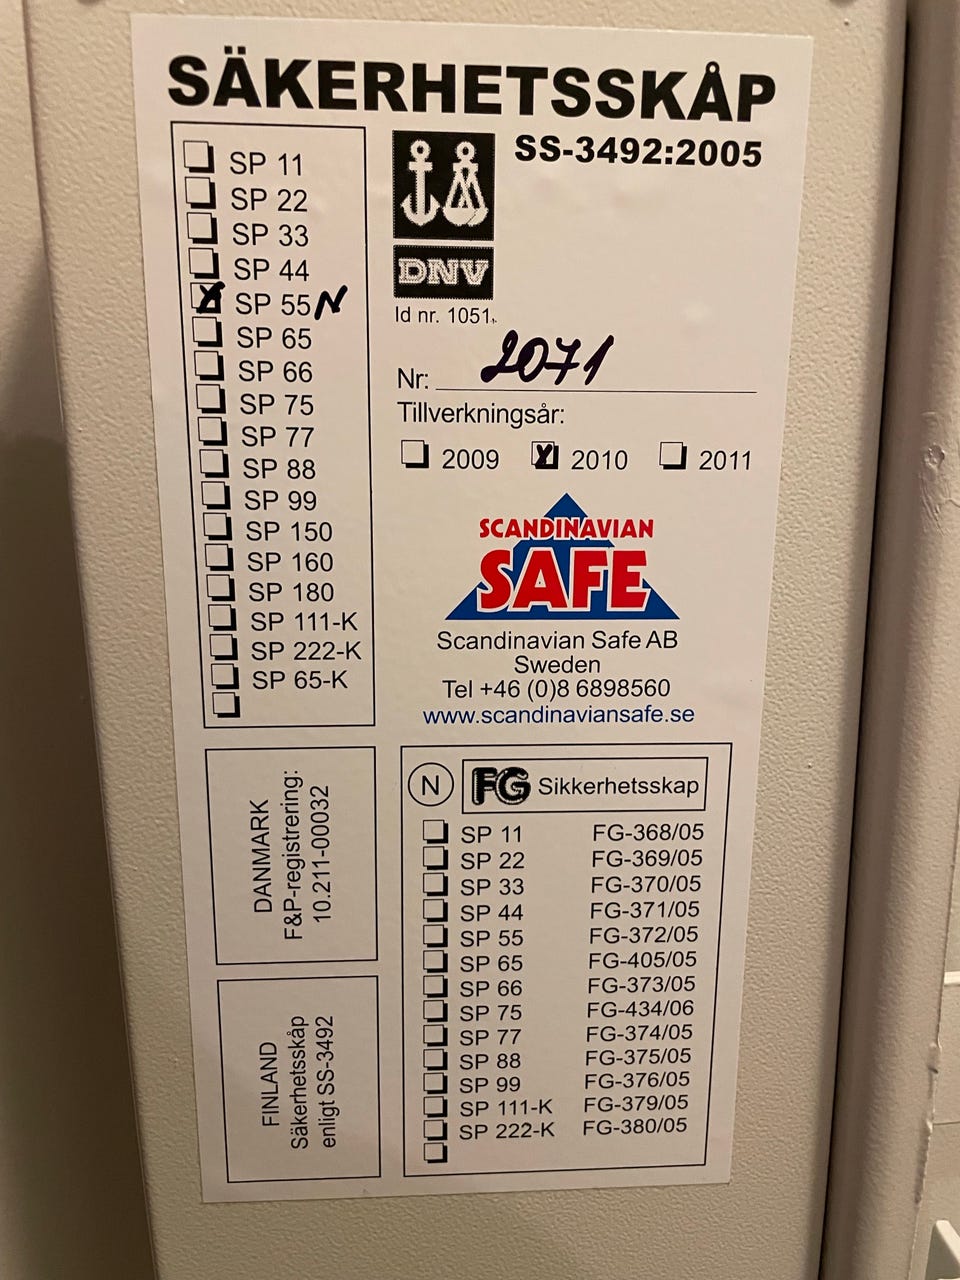 SÄKERHETSSKÅP
SS-3492:2005
SP 11
SP 22
SP 33
SP 44
SP 55 N
SP 65
SP 66
SP 75
SP 77
SP 88
SP 99
SP 150
SP 160
SP 180
SP 111-K
SP 222-K
SP 65-K
DNV
Id nr. 1051.
Nr: 2071
Tillverkningsår:
2009 2010 2011
SCANDINAVIAN
SAFE
Scandinavian Safe AB
Sweden
Tel +46 (0)8 6898560
www.scandinaviansafe.se
DANMARK
F&P-registrering:
10.211-00032
FINLAND
Säkerhetsskåp
enligt SS-3492
N FG Sikkerhetsskap
SP 11 FG-368/05
SP 22 FG-369/05
SP 33 FG-370/05
SP 44 FG-371/05
SP 55 FG-372/05
SP 65 FG-405/05
SP 66 FG-373/05
SP 75 FG-434/06
SP 77 FG-374/05
SP 88 FG-375/05
SP 99 FG-376/05
SP 111-K FG-379/05
SP 222-K FG-380/05